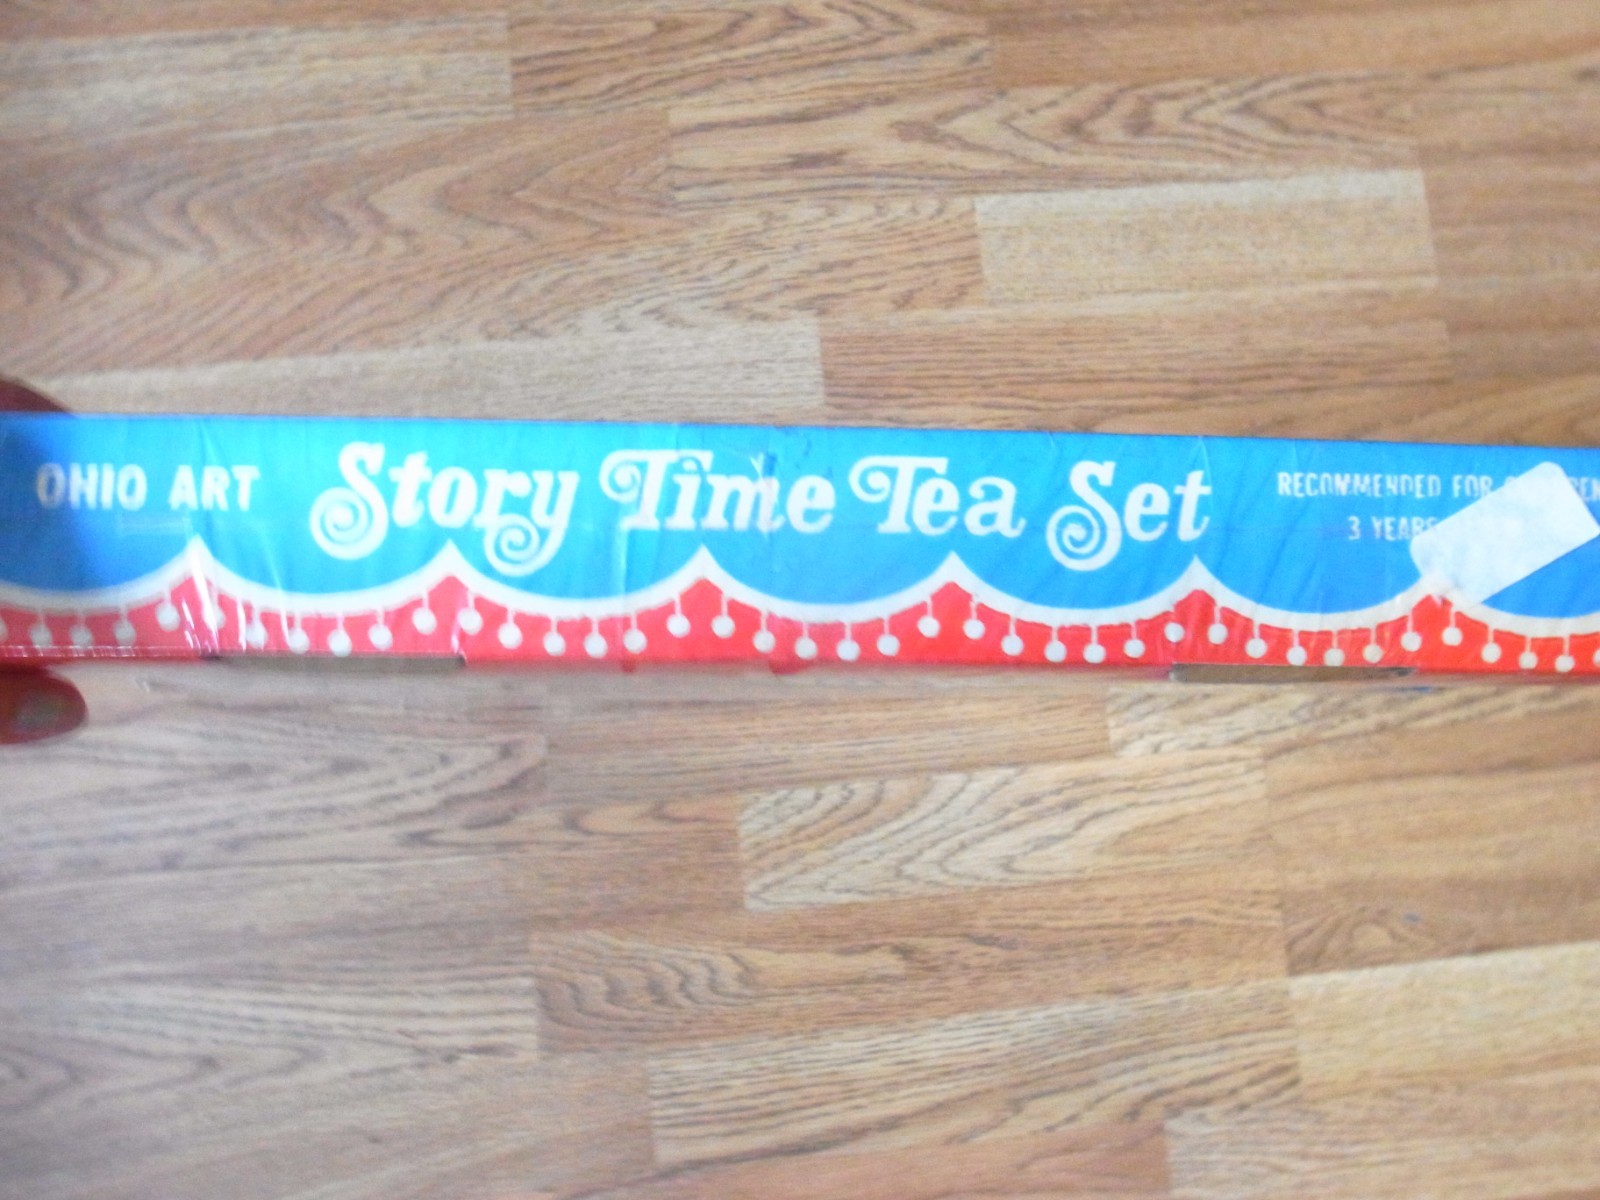 OHIO ART Story Time Tea Set RECOMMENDED FOR
3 YEARS